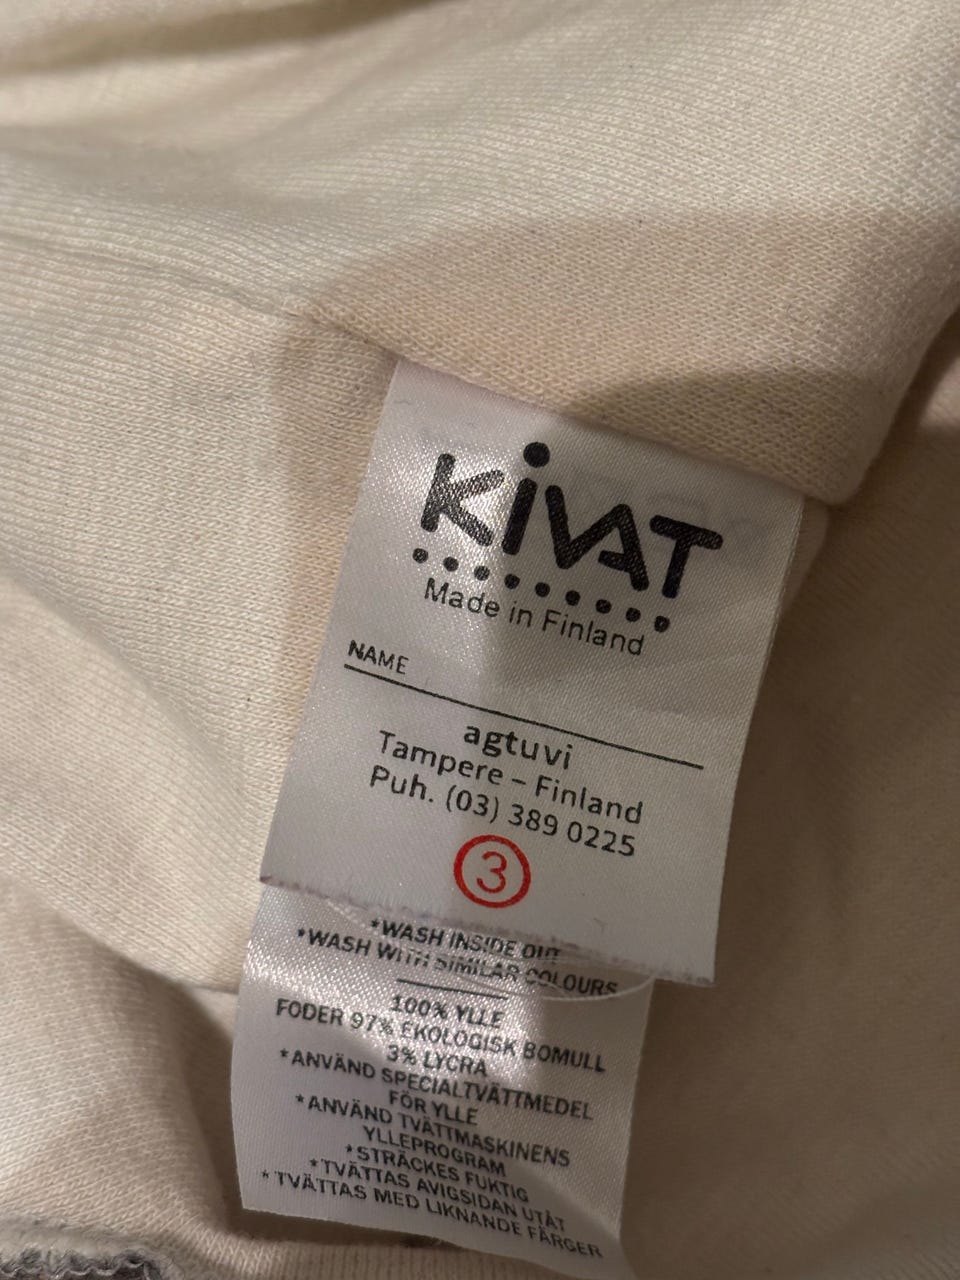 KiVAT
Made in Finland
NAME
agtuvi
Tampere – Finland
Puh. (03) 389 0225
3
*WASH INSIDE OUT
*WASH WITH SIMILAR COLOURS
100% YLLE
FODER 97% EKOLOGISK BOMULL
3% LYCRA
*ANVÄND SPECIALTVÄTTMEDEL
FÖR YLLE
*ANVÄND TVÄTTMASKINENS
YLLEPROGRAM
*STRÄCKES FUKTIG
*TVÄTTAS AVIGSIDAN UTÅT
*TVÄTTAS MED LIKNANDE FÄRGER